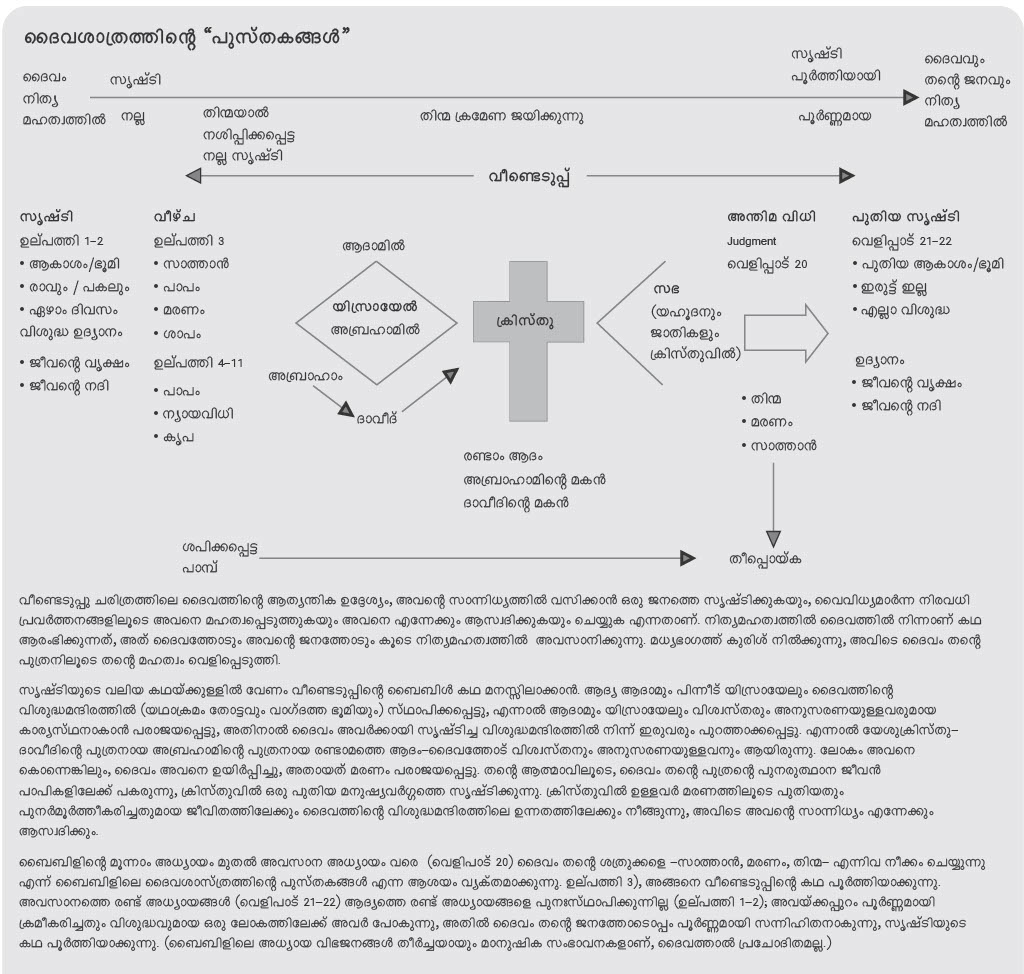 ദൈവശാത്രത്തിന്റെ “പുസ്തകങ്ങൾ”
ദൈവം
നിത്യ
മഹത്വത്തിൽ
സൃഷ്ടി
നല്ല
തിന്മയാൽ
നശിപ്പിക്കപ്പെട്ട
നല്ല സൃഷ്ടി
തിന്മ ക്രമേണ ജയിക്കുന്നു
സൃഷ്ടി
പൂർത്തിയായി
പൂർണ്ണമായ
ദൈവവും
തന്റെ ജനവും
നിത്യ
മഹത്വത്തിൽ
വീണ്ടെടുപ്പ്
സൃഷ്ടി
ഉല്പത്തി 1-2
• ആകാശം/ഭൂമി
• രാവും / പകലും
• ഏഴാം ദിവസം
വിശുദ്ധ ഉദ്യാനം
• ജീവന്റെ വൃക്ഷം
• ജീവന്റെ നദി
വീഴ്ച
ഉല്പത്തി 3
• സാത്താൻ
• പാപം
• മരണം
• ശാപം
ഉല്പത്തി 4-11
• പാപം
• ന്യായവിധി
• കൃപ
ആദാമിൽ
യിസ്രായേൽ
അബ്രഹാമിൽ
അബ്രാഹാം
ദാവീദ്
ക്രിസ്തു
രണ്ടാം ആദം
അബ്രാഹാമിന്റെ മകൻ
ദാവീദിന്റെ മകൻ
സഭ
(യഹൂദനും
ജാതികളും
ക്രിസ്തുവിൽ)
അന്തിമ വിധി
Judgment
വെളിപ്പാട് 20
• തിന്മ
• മരണം
• സാത്താൻ
തീപ്പൊയ്ക
പുതിയ സൃഷ്ടി
വെളിപ്പാട് 21-22
• പുതിയ ആകാശം/ഭൂമി
• ഇരുട്ട് ഇല്ല
• എല്ലാ വിശുദ്ധ
ഉദ്യാനം
• ജീവന്റെ വൃക്ഷം
• ജീവന്റെ നദി
ശപിക്കപ്പെട്ട
പാമ്പ്
വീണ്ടെടുപ്പു ചരിത്രത്തിലെ ദൈവത്തിന്റെ ആത്യന്തിക ഉദ്ദേശ്യം, അവന്റെ സാന്നിധ്യത്തിൽ വസിക്കാൻ ഒരു ജനത്തെ സൃഷ്ടിക്കുകയും, വൈവിധ്യമാർന്ന നിരവധി
പ്രവർത്തനങ്ങളിലൂടെ അവനെ മഹത്വപ്പെടുത്തുകയും അവനെ എന്നേക്കും ആസ്വദിക്കുകയും ചെയ്യുക എന്നതാണ്. നിത്യമഹത്വത്തിൽ ദൈവത്തിൽ നിന്നാണ് കഥ
ആരംഭിക്കുന്നത്, അത് ദൈവത്തോടും അവന്റെ ജനത്തോടും കൂടെ നിത്യമഹത്വത്തിൽ അവസാനിക്കുന്നു. മധ്യഭാഗത്ത് കുരിശ് നിൽക്കുന്നു, അവിടെ ദൈവം തന്റെ
പുത്രനിലൂടെ തന്റെ മഹത്വം വെളിപ്പെടുത്തി.
സൃഷ്ടിയുടെ വലിയ കഥയ്ക്കുള്ളിൽ വേണം വീണ്ടെടുപ്പിന്റെ ബൈബിൾ കഥ മനസ്സിലാക്കാൻ. ആദ്യ ആദാമും പിന്നീട് യിസ്രായേലും ദൈവത്തിന്റെ
വിശുദ്ധമന്ദിരത്തിൽ (യഥാക്രമം തോട്ടവും വാഗ്ദത്ത ഭൂമിയും) സ്ഥാപിക്കപ്പെട്ടു, എന്നാൽ ആദാമും യിസ്രായേലും വിശ്വസ്തരും അനുസരണയുള്ളവരുമായ
കാര്യസ്ഥനാകാൻ പരാജയപ്പെട്ടു, അതിനാൽ ദൈവം അവർക്കായി സൃഷ്ടിച്ച വിശുദ്ധമന്ദിരത്തിൽ നിന്ന് ഇരുവരും പുറത്താക്കപ്പെട്ടു. എന്നാൽ യേശുക്രിസ്തു-
ദാവീദിന്റെ പുത്രനായ അബ്രഹാമിന്റെ പുത്രനായ രണ്ടാമത്തെ ആദം-ദൈവത്തോട് വിശ്വസ്തനും അനുസരണയുള്ളവനും ആയിരുന്നു. ലോകം അവനെ
കൊന്നെങ്കിലും, ദൈവം അവനെ ഉയിർപ്പിച്ചു, അതായത് മരണം പരാജയപ്പെട്ടു. തന്റെ ആത്മാവിലൂടെ, ദൈവം തന്റെ പുത്രന്റെ പുനരുത്ഥാന ജീവൻ
പാപികളിലേക്ക് പകരുന്നു, ക്രിസ്തുവിൽ ഒരു പുതിയ മനുഷ്യവർഗ്ഗത്തെ സൃഷ്ടിക്കുന്നു. ക്രിസ്തുവിൽ ഉള്ളവർ മരണത്തിലൂടെ പുതിയതും
പുനർമൂർത്തീകരിച്ചതുമായ ജീവിതത്തിലേക്കും ദൈവത്തിന്റെ വിശുദ്ധമന്ദിരത്തിലെ ഉന്നതത്തിലേക്കും നീങ്ങുന്നു, അവിടെ അവന്റെ സാന്നിധ്യം എന്നേക്കും
ആസ്വദിക്കും.
ബൈബിളിന്റെ മൂന്നാം അധ്യായം മുതൽ അവസാന അധ്യായം വരെ (വെളിപാട് 20) ദൈവം തന്റെ ശത്രുക്കളെ -സാത്താൻ, മരണം, തിന്മ- എന്നിവ നീക്കം ചെയ്യുന്നു
എന്ന് ബൈബിളിലെ ദൈവശാസ്ത്രത്തിന്റെ പുസ്തകങ്ങൾ എന്ന ആശയം വ്യക്തമാക്കുന്നു. ഉല്പത്തി 3), അങ്ങനെ വീണ്ടെടുപ്പിന്റെ കഥ പൂർത്തിയാക്കുന്നു.
അവസാനത്തെ രണ്ട് അധ്യായങ്ങൾ (വെളിപാട് 21-22) ആദ്യത്തെ രണ്ട് അധ്യായങ്ങളെ പുനഃസ്ഥാപിക്കുന്നില്ല (ഉല്പത്തി 1-2); അവയ്ക്കപ്പുറം പൂർണ്ണമായി
ക്രമീകരിച്ചതും വിശുദ്ധവുമായ ഒരു ലോകത്തിലേക്ക് അവർ പോകുന്നു, അതിൽ ദൈവം തന്റെ ജനത്തോടൊപ്പം പൂർണ്ണമായി സന്നിഹിതനാകുന്നു, സൃഷ്ടിയുടെ
കഥ പൂർത്തിയാക്കുന്നു. (ബൈബിളിലെ അധ്യായ വിഭജനങ്ങൾ തീർച്ചയായും മാനുഷിക സംഭാവനകളാണ്, ദൈവത്താൽ പ്രചോദിതമല്ല.)